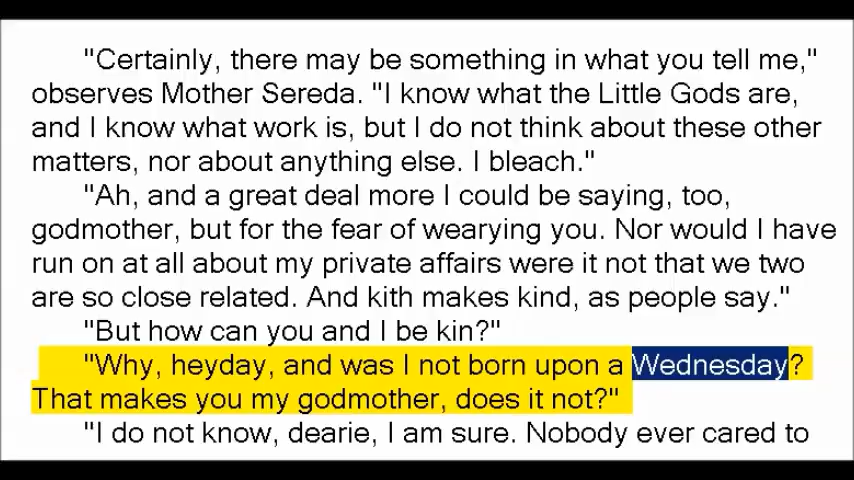 "Certainly, there may be something in what you tell me,"
observes Mother Sereda. "I know what the Little Gods are,
and I know what work is, but I do not think about these other
matters, nor about anything else. I bleach."
"Ah, and a great deal more I could be saying, too,
godmother, but for the fear of wearying you. Nor would I have
run on at all about my private affairs were it not that we two
are so close related. And kith makes kind, as people say."
"But how can you and I be kin?"
"Why, heyday, and was I not born upon a Wednesday?
That makes you my godmother, does it not?"
"I do not know, dearie, I am sure. Nobody ever cared to